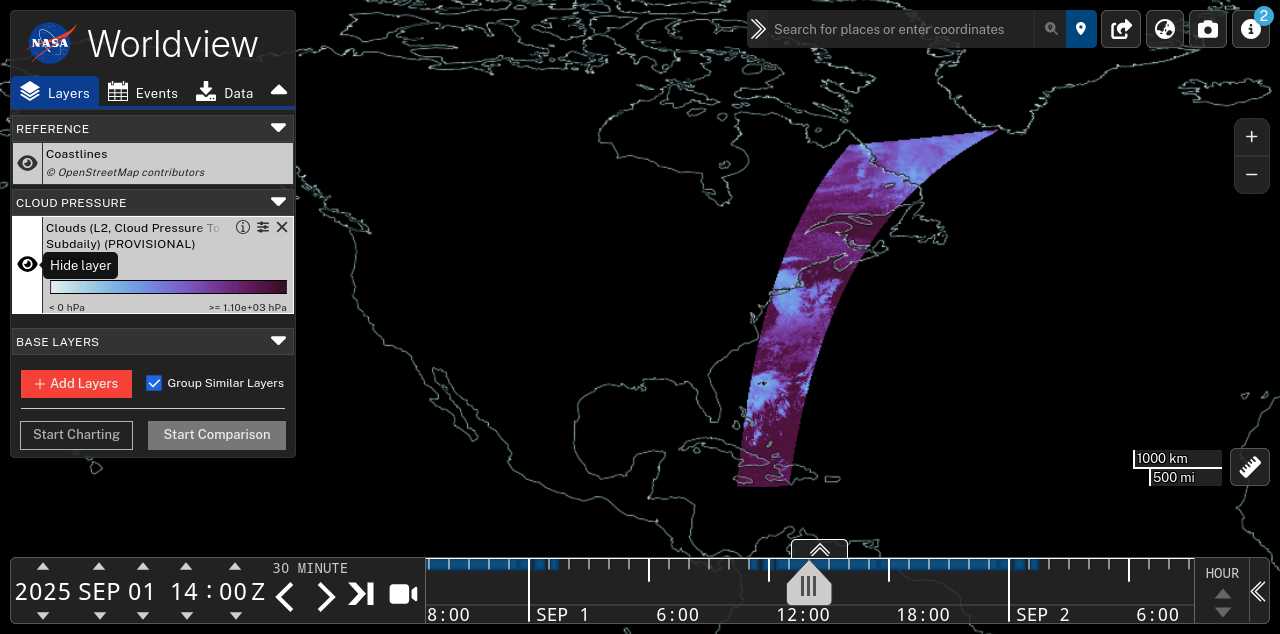 NASA Worldview
Search for places or enter coordinates
2
Layers
Events
Data
REFERENCE
Coastlines
© OpenStreetMap contributors
CLOUD PRESSURE
Clouds (L2, Cloud Pressure To
Subdaily) (PROVISIONAL)
Hide layer
< 0 hPa
>= 1.10e+03 hPa
BASE LAYERS
+ Add Layers
Group Similar Layers
Start Charting
Start Comparison
+
−
1000 km
500 mi
30 MINUTE
2025 SEP 01 14 : 00 Z
8:00
SEP 1
6:00
12:00
18:00
SEP 2
6:00
HOUR